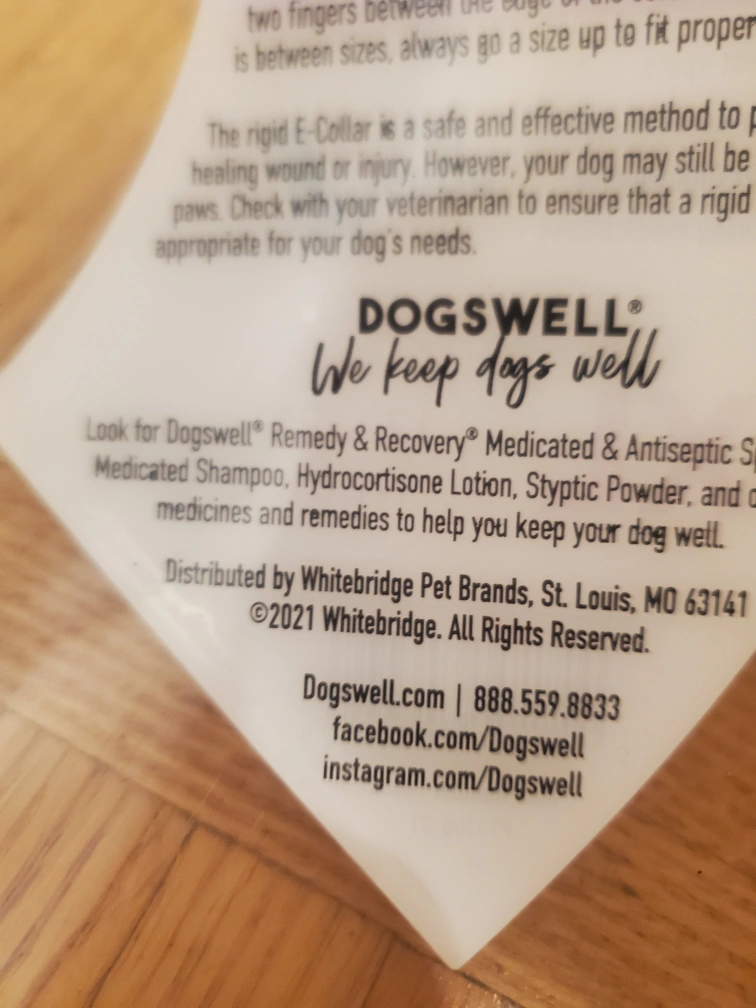 two fingers between the edge of the
is between sizes, always go a size up to fit proper
The rigid E-Collar is a safe and effective method to p
healing wound or injury. However, your dog may still be
paws. Check with your veterinarian to ensure that a rigid
appropriate for your dog's needs.
DOGSWELL®
We keep dogs well
Look for Dogswell® Remedy & Recovery® Medicated & Antiseptic Sp
Medicated Shampoo, Hydrocortisone Lotion, Styptic Powder, and o
medicines and remedies to help you keep your dog well.
Distributed by Whitebridge Pet Brands, St. Louis, MO 63141
©2021 Whitebridge. All Rights Reserved.
Dogswell.com | 888.559.8833
facebook.com/Dogswell
instagram.com/Dogswell